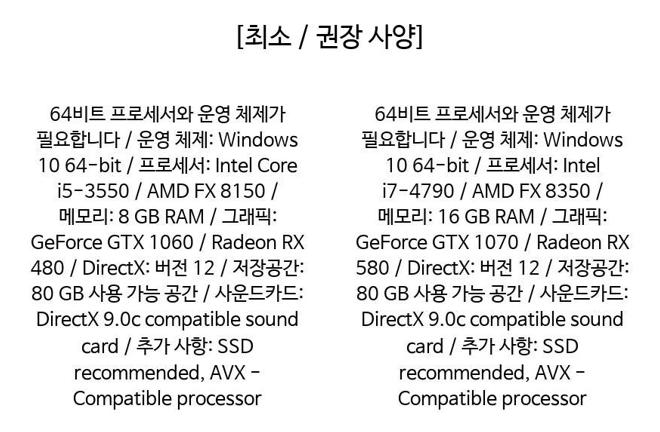 [최소 / 권장 사양]
64비트 프로세서와 운영 체제가
필요합니다 / 운영 체제: Windows
10 64-bit / 프로세서: Intel Core
i5-3550 / AMD FX 8150 /
메모리: 8 GB RAM / 그래픽:
GeForce GTX 1060 / Radeon RX
480 / DirectX: 버전 12 / 저장공간:
80 GB 사용 가능 공간 / 사운드카드:
DirectX 9.0c compatible sound
card / 추가 사항: SSD
recommended, AVX -
Compatible processor
64비트 프로세서와 운영 체제가
필요합니다 / 운영 체제: Windows
10 64-bit / 프로세서: Intel
i7-4790 / AMD FX 8350 /
메모리: 16 GB RAM / 그래픽:
GeForce GTX 1070 / Radeon RX
580 / DirectX: 버전 12 / 저장공간:
80 GB 사용 가능 공간 / 사운드카드:
DirectX 9.0c compatible sound
card / 추가 사항: SSD
recommended, AVX -
Compatible processor